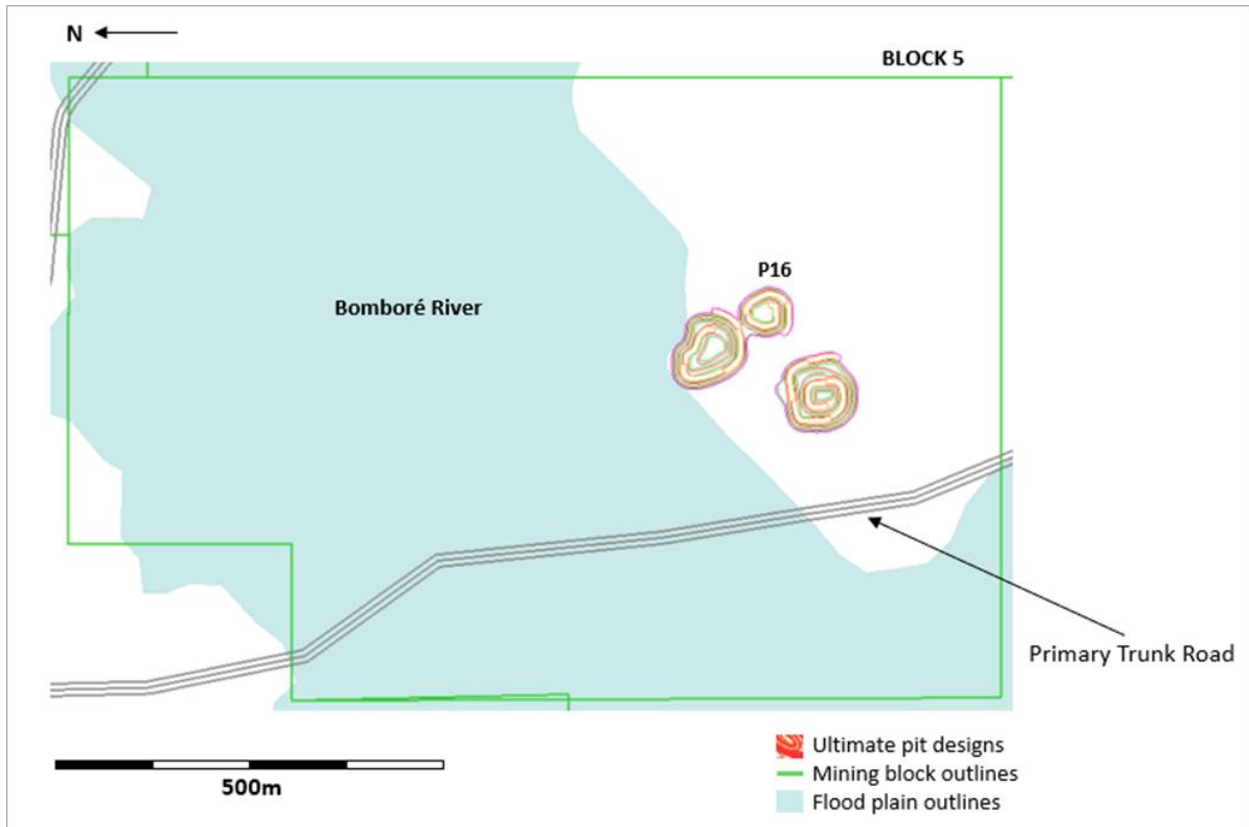 N
BLOCK 5
P16
Bomboré River
Primary Trunk Road
Ultimate pit designs
Mining block outlines
Flood plain outlines
500m